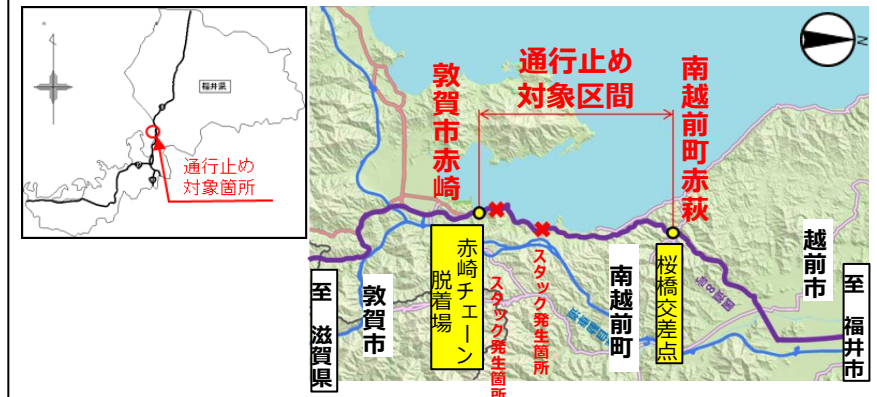 福井県
通行止め
対象箇所
通行止め
対象区間
N
敦賀市赤崎
南越前町赤萩
赤崎チェーン
脱着場
スタック発生箇所
スタック発生箇所
桜橋交差点
敦賀市
南越前町
越前市
至 滋賀県
至 福井市
国道8号